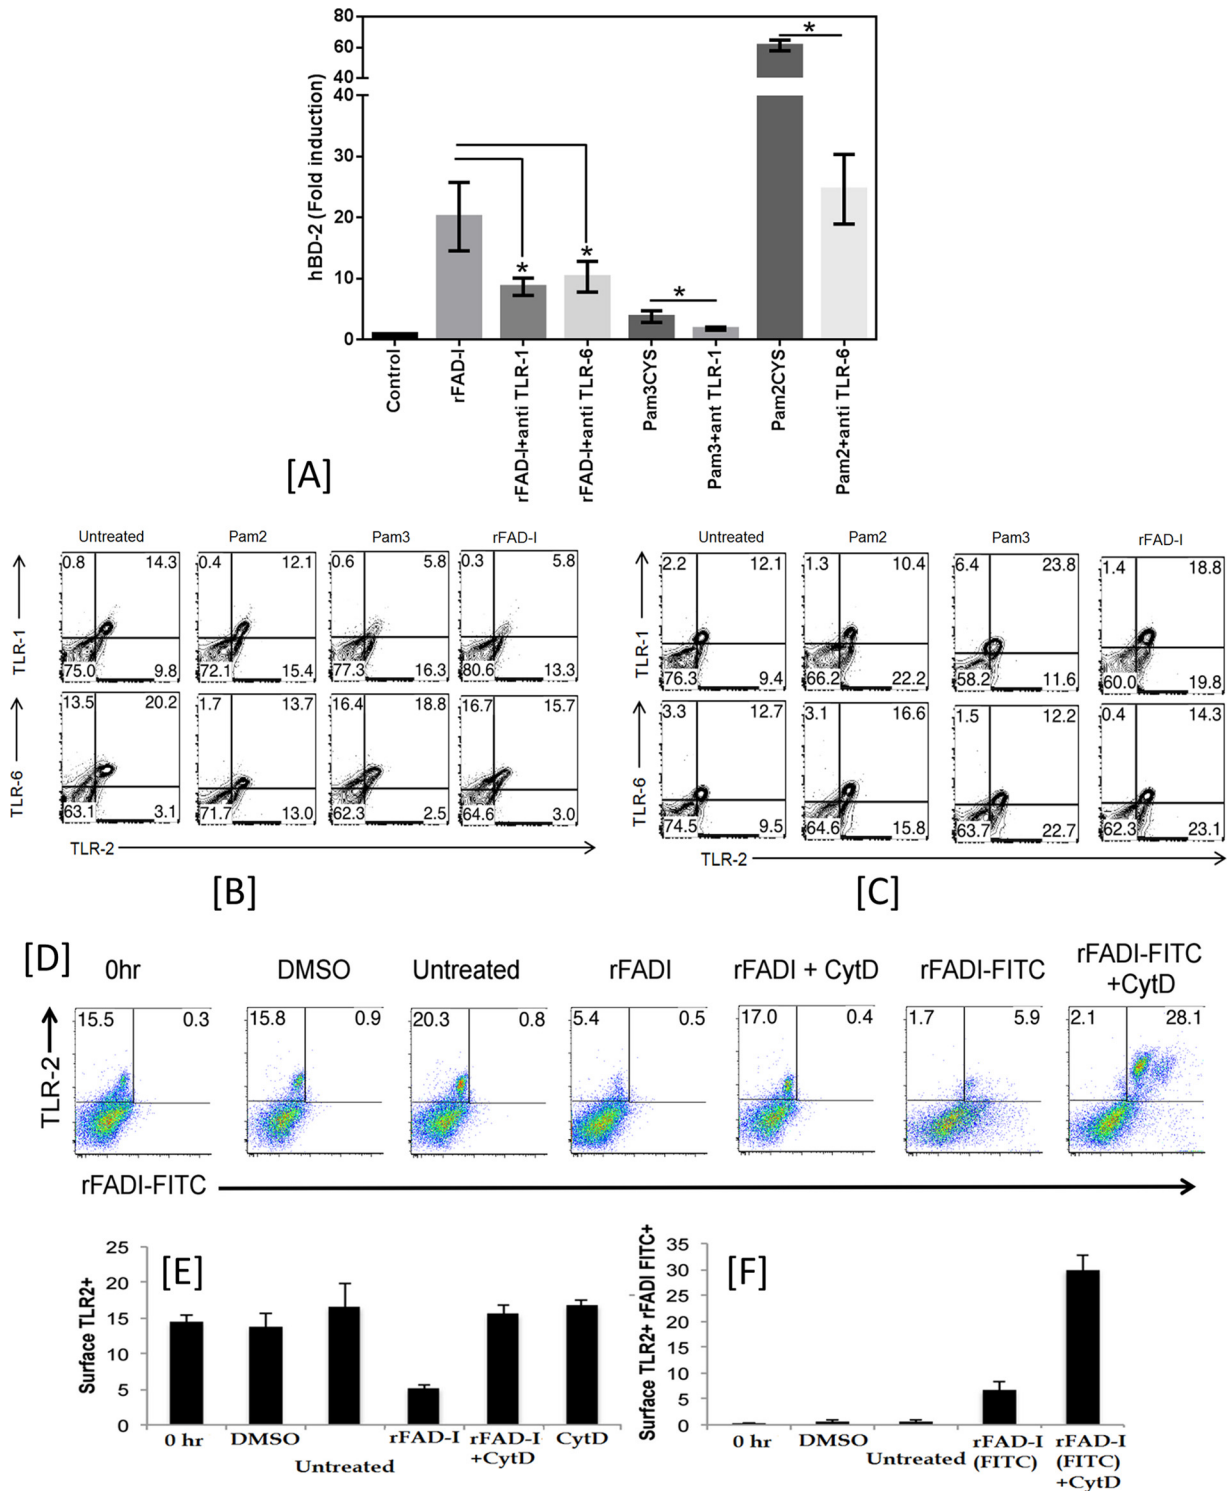 80
60
40
40
30
20
10
0
hBD-2 (Fold induction)
*
*
*
*
Control
rFAD-I
rFAD-I+anti TLR-1
rFAD-I+anti TLR-6
Pam3CYS
Pam3+ant TLR-1
Pam2CYS
Pam2+anti TLR-6
[A]
Untreated Pam2 Pam3 rFAD-I
TLR-1
0.8 14.3 0.4 12.1 0.6 5.8 0.3 5.8
75.0 9.8 72.1 15.4 77.3 16.3 80.6 13.3
TLR-6
13.5 20.2 1.7 13.7 16.4 18.8 16.7 15.7
63.1 3.1 71.7 13.0 62.3 2.5 64.6 3.0
TLR-2
[B]
Untreated Pam2 Pam3 rFAD-I
TLR-1
2.2 12.1 1.3 10.4 6.4 23.8 1.4 18.8
76.3 9.4 66.2 22.2 58.2 11.6 60.0 19.8
TLR-6
3.3 12.7 3.1 16.6 1.5 12.2 0.4 14.3
74.5 9.5 64.6 15.8 63.7 22.7 62.3 23.1
TLR-2
[C]
[D]
0hr DMSO Untreated rFADI rFADI + CytD rFADI-FITC rFADI-FITC
+CytD
TLR-2
15.5 0.3 15.8 0.9 20.3 0.8 5.4 0.5 17.0 0.4 1.7 5.9 2.1 28.1
rFADI-FITC
[E]
Surface TLR2+
25
20
15
10
5
0
0 hr DMSO Untreated rFAD-I rFAD-I CytD
+CytD
[F]
Surface TLR2+ rFADI FITC+
35
30
25
20
15
10
5
0
0 hr DMSO Untreated rFAD-I rFAD-I
(FITC) (FITC)
+CytD